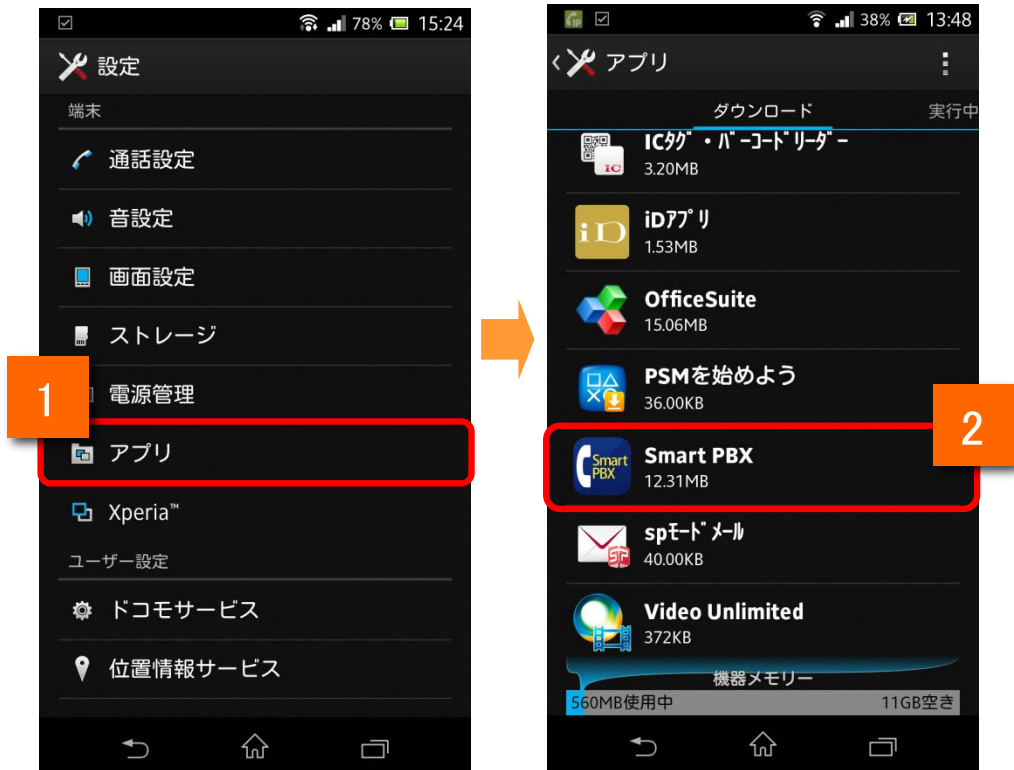 78% 15:24
設定
端末
通話設定
音設定
画面設定
ストレージ
1
電源管理
アプリ
Xperia™
ユーザー設定
ドコモサービス
位置情報サービス
IP 38% 13:48
アプリ
ダウンロード 実行中
ICﾀｸﾞ・ﾊﾞｰｺｰﾄﾞﾘｰﾀﾞｰ
IC
3.20MB
iD
iDｱﾌﾟﾘ
1.53MB
OfficeSuite
15.06MB
PSMを始めよう
36.00KB
2
Smart PBX
Smart PBX
12.31MB
spﾓｰﾄﾞﾒｰﾙ
40.00KB
Video Unlimited
372KB
機器メモリー
560MB使用中 11GB空き